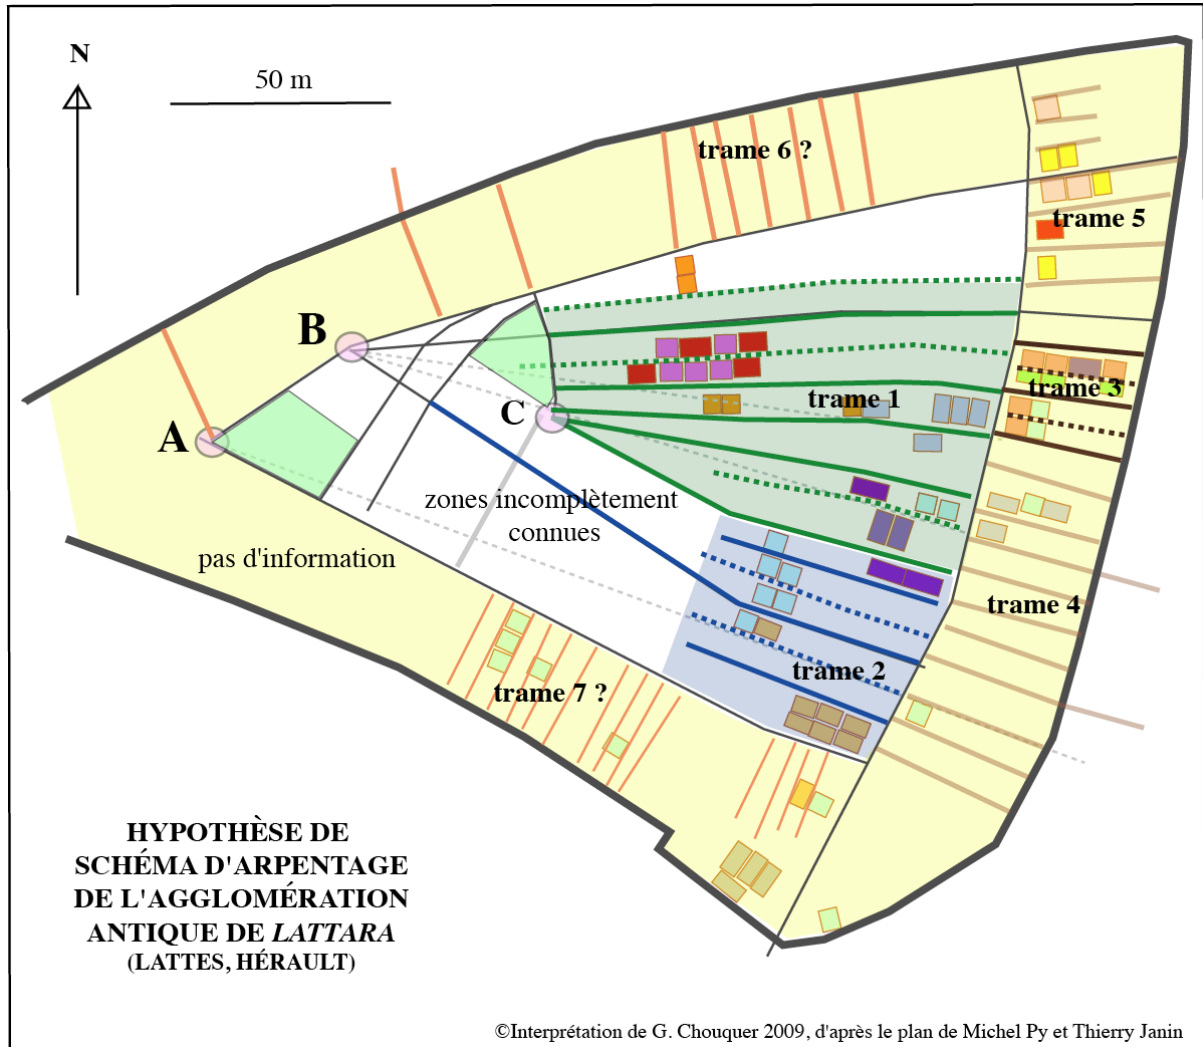 N
50 m
trame 6 ?
trame 5
B
trame 3
C
trame 1
A
zones incomplètement
connues
pas d'information
trame 4
trame 2
trame 7 ?
HYPOTHÈSE DE
SCHÉMA D'ARPENTAGE
DE L'AGGLOMÉRATION
ANTIQUE DE LATTARA
(LATTES, HÉRAULT)
©Interprétation de G. Chouquer 2009, d'après le plan de Michel Py et Thierry Janin